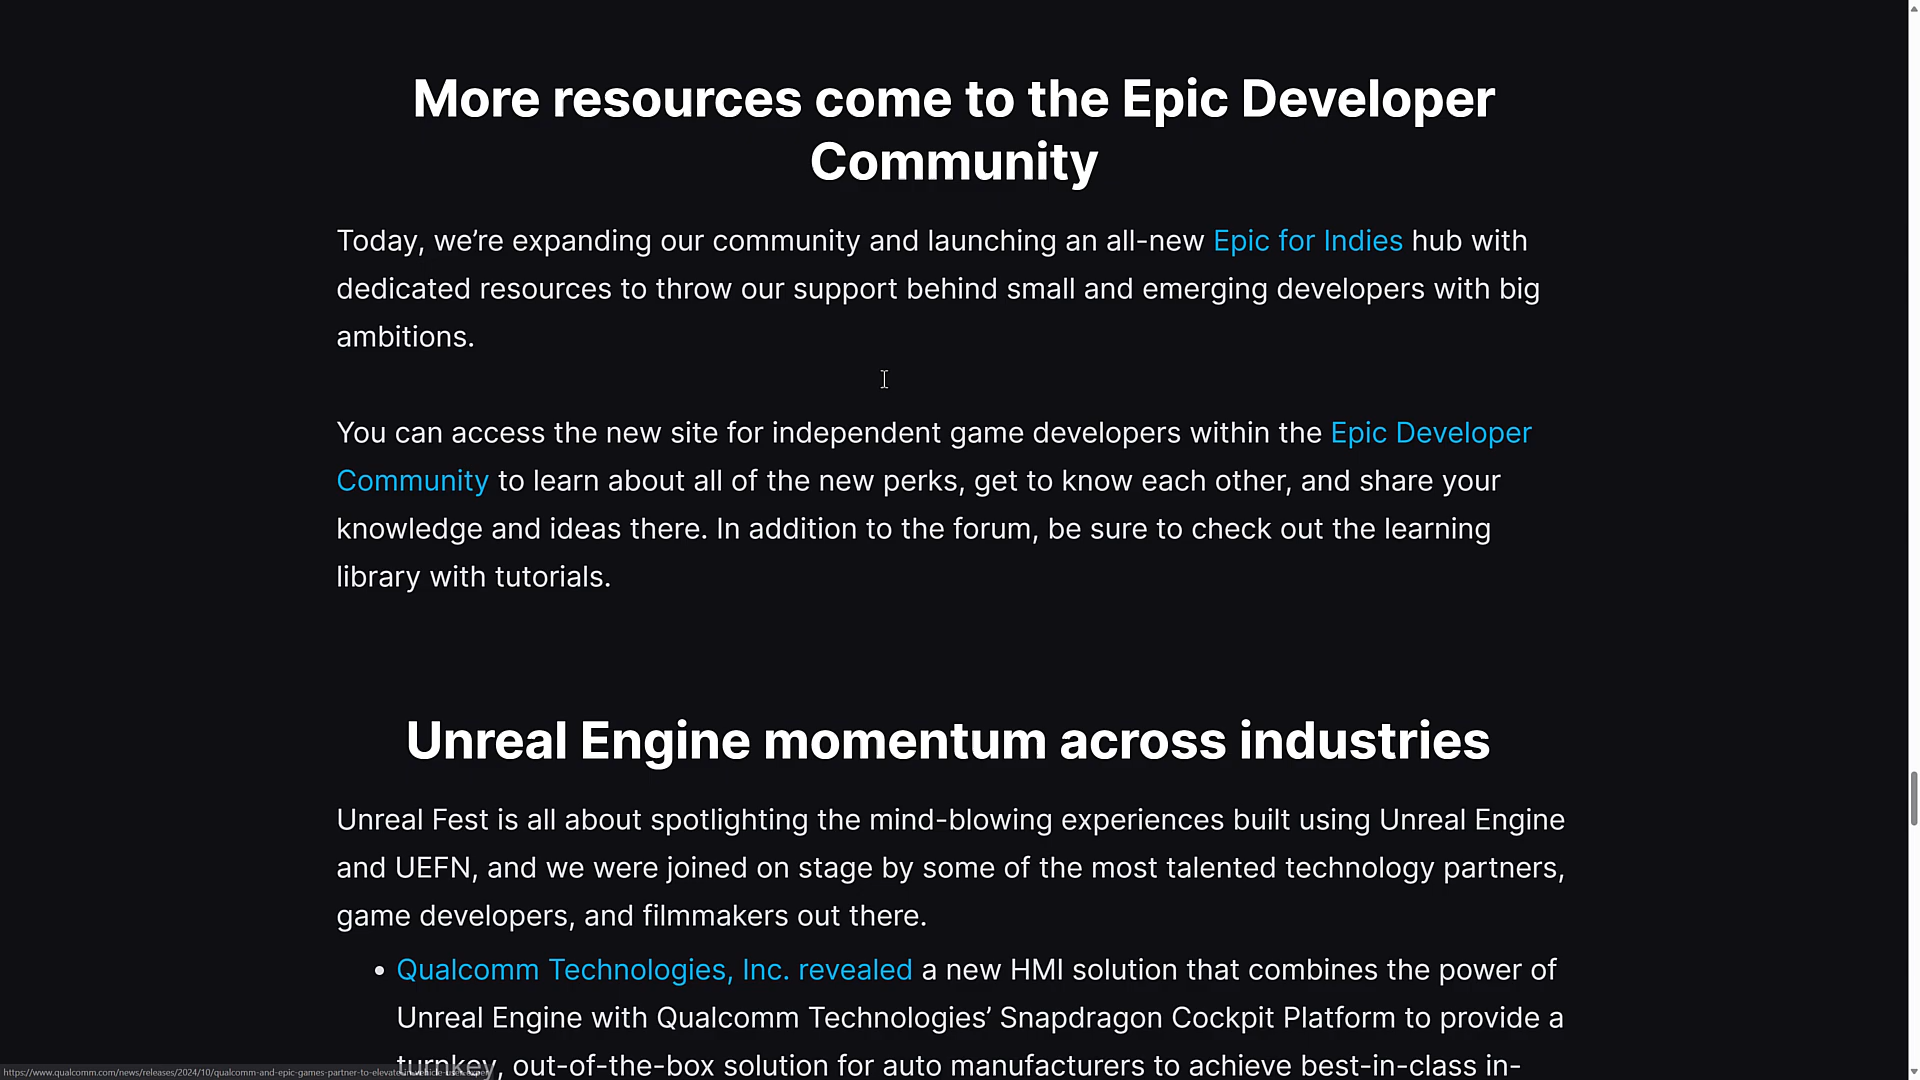 More resources come to the Epic Developer
Community
Today, we’re expanding our community and launching an all-new Epic for Indies hub with
dedicated resources to throw our support behind small and emerging developers with big
ambitions.
You can access the new site for independent game developers within the Epic Developer
Community to learn about all of the new perks, get to know each other, and share your
knowledge and ideas there. In addition to the forum, be sure to check out the learning
library with tutorials.
Unreal Engine momentum across industries
Unreal Fest is all about spotlighting the mind-blowing experiences built using Unreal Engine
and UEFN, and we were joined on stage by some of the most talented technology partners,
game developers, and filmmakers out there.
• Qualcomm Technologies, Inc. revealed a new HMI solution that combines the power of
Unreal Engine with Qualcomm Technologies’ Snapdragon Cockpit Platform to provide a
turnkey, out-of-the-box solution for auto manufacturers to achieve best-in-class in-